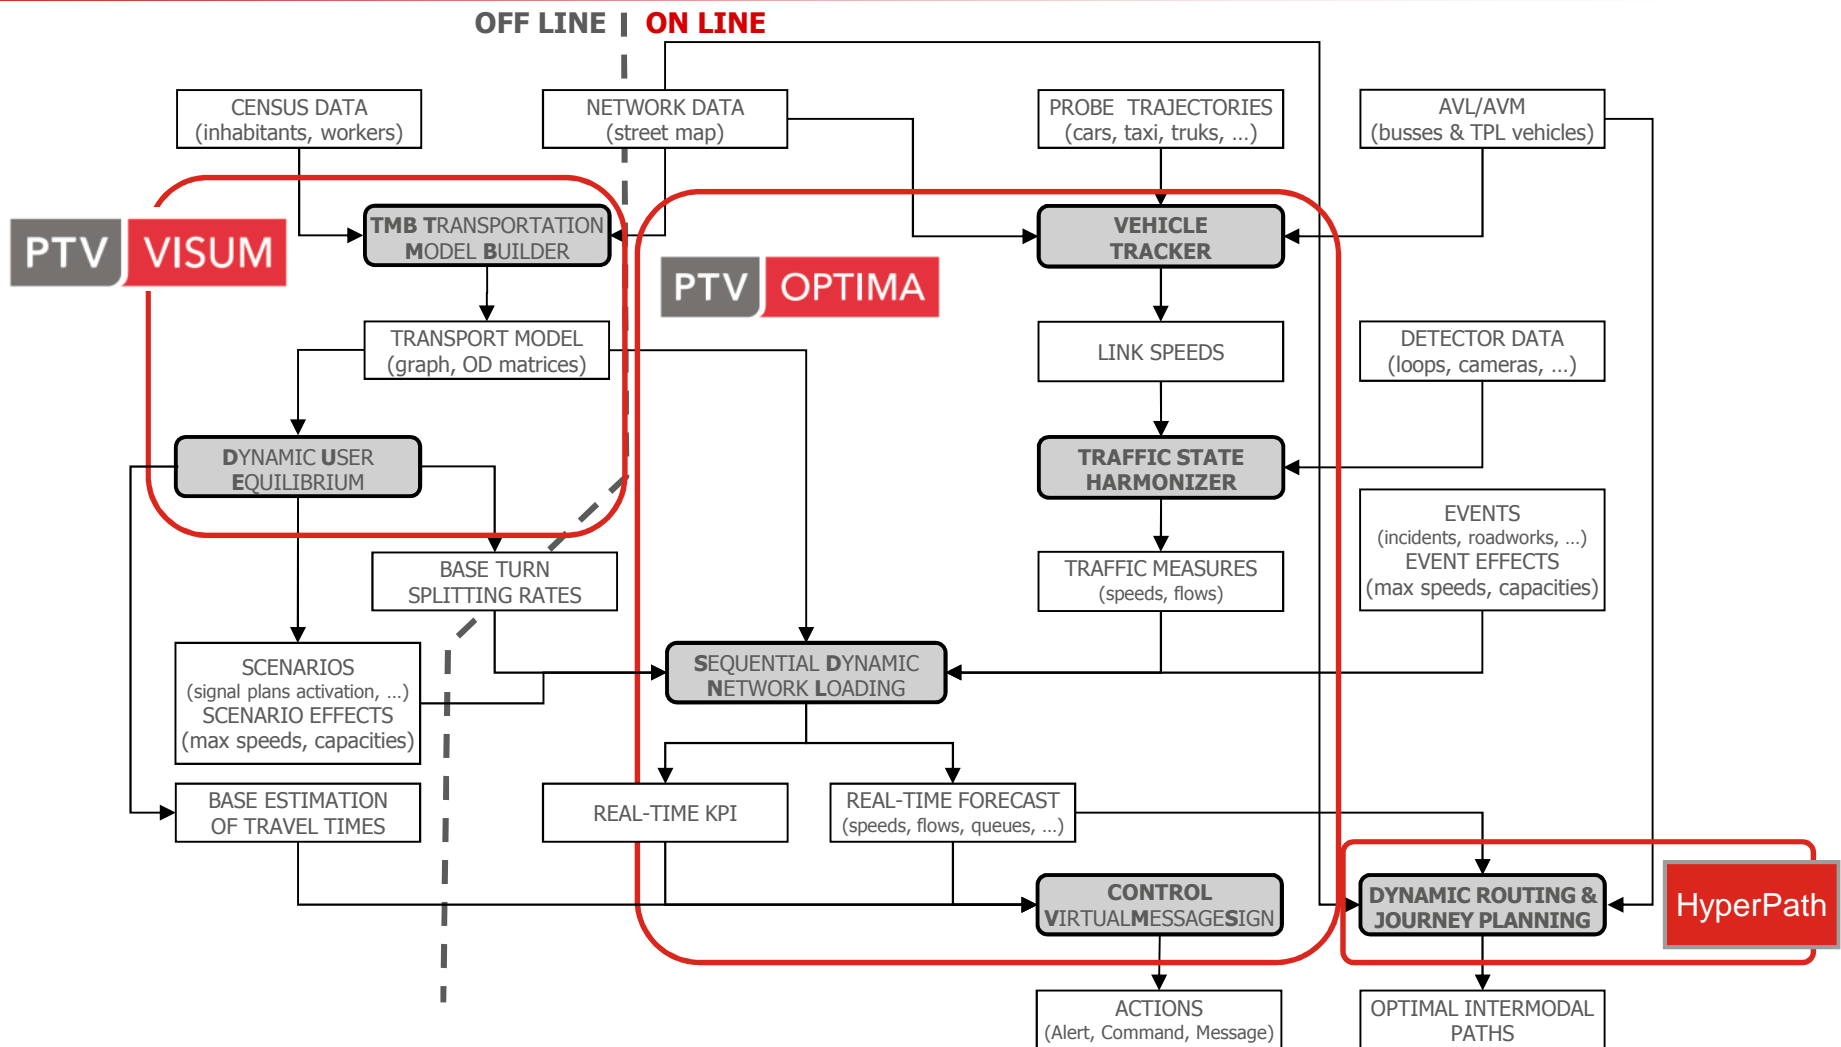 OFF LINE
ON LINE
CENSUS DATA
(inhabitants, workers)
NETWORK DATA
(street map)
PROBE TRAJECTORIES
(cars, taxi, truks, ...)
AVL/AVM
(busses & TPL vehicles)
PTV VISUM
TMB TRANSPORTATION
MODEL BUILDER
VEHICLE
TRACKER
PTV OPTIMA
TRANSPORT MODEL
(graph, OD matrices)
LINK SPEEDS
DETECTOR DATA
(loops, cameras, ...)
DYNAMIC USER
EQUILIBRIUM
TRAFFIC STATE
HARMONIZER
EVENTS
(incidents, roadworks, ...)
EVENT EFFECTS
(max speeds, capacities)
BASE TURN
SPLITTING RATES
TRAFFIC MEASURES
(speeds, flows)
SCENARIOS
(signal plans activation, ...)
SCENARIO EFFECTS
(max speeds, capacities)
SEQUENTIAL DYNAMIC
NETWORK LOADING
BASE ESTIMATION
OF TRAVEL TIMES
REAL-TIME KPI
REAL-TIME FORECAST
(speeds, flows, queues, ...)
CONTROL
VIRTUALMESSAGESIGN
DYNAMIC ROUTING &
JOURNEY PLANNING
HyperPath
ACTIONS
(Alert, Command, Message)
OPTIMAL INTERMODAL
PATHS